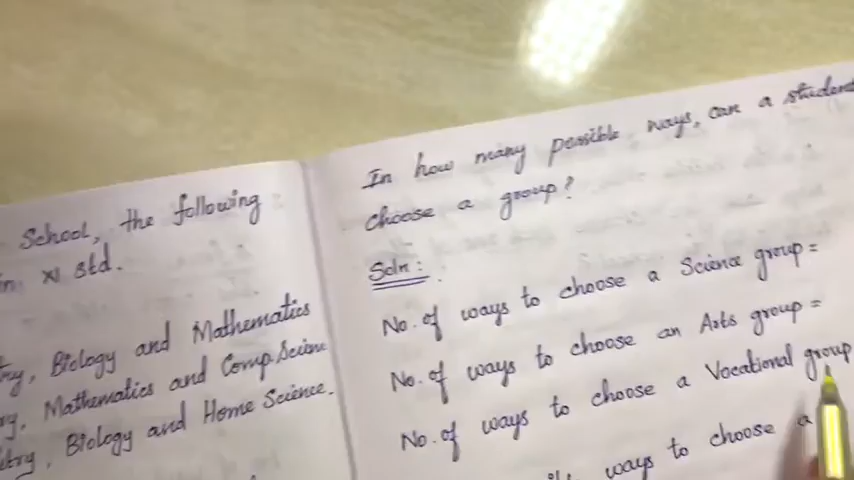 School, the following
in XI std.
Biology and Mathematics
Mathematics and Comp. Science
Biology and Home Science.
In how many possible ways, can a student
choose a group?
Soln:
No. of ways to choose a Science group =
No. of ways to choose an Arts group =
No. of ways to choose a Vocational group
ways to choose a